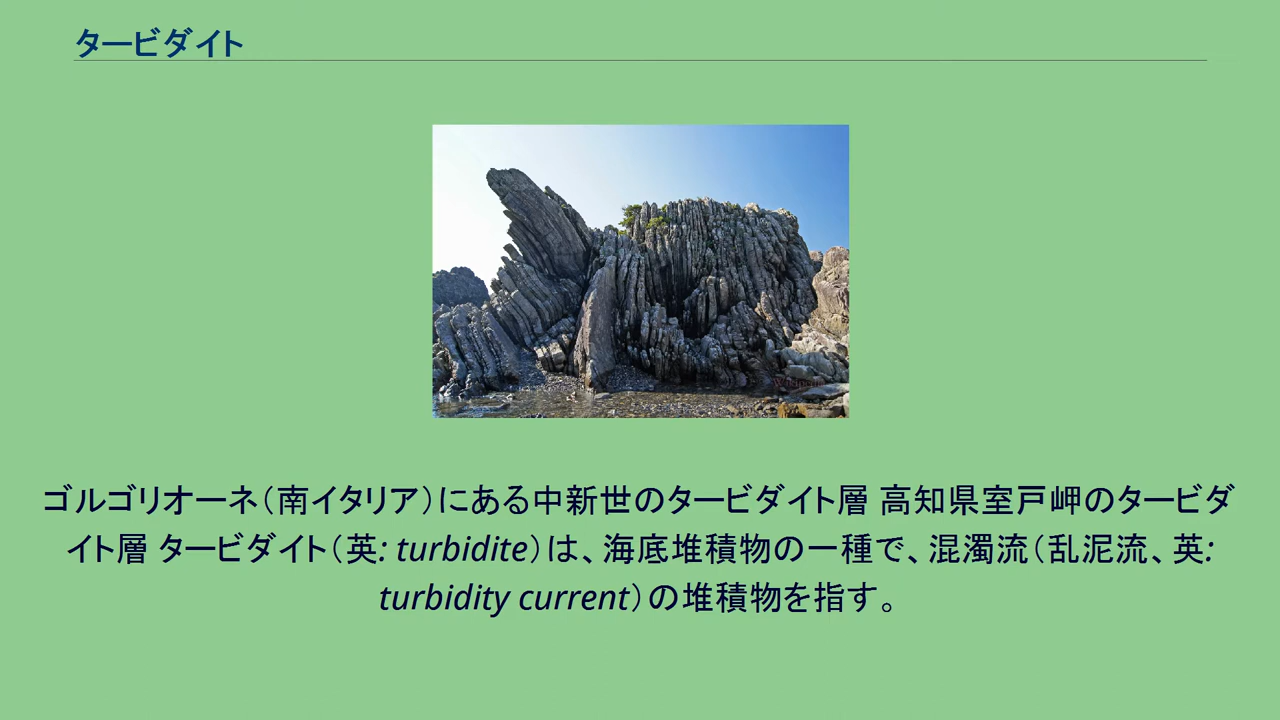 タービダイト
ゴルゴリオーネ（南イタリア）にある中新世のタービダイト層 高知県室戸岬のタービダ
イト層 タービダイト（英: turbidite）は、海底堆積物の一種で、混濁流（乱泥流、英:
turbidity current）の堆積物を指す。